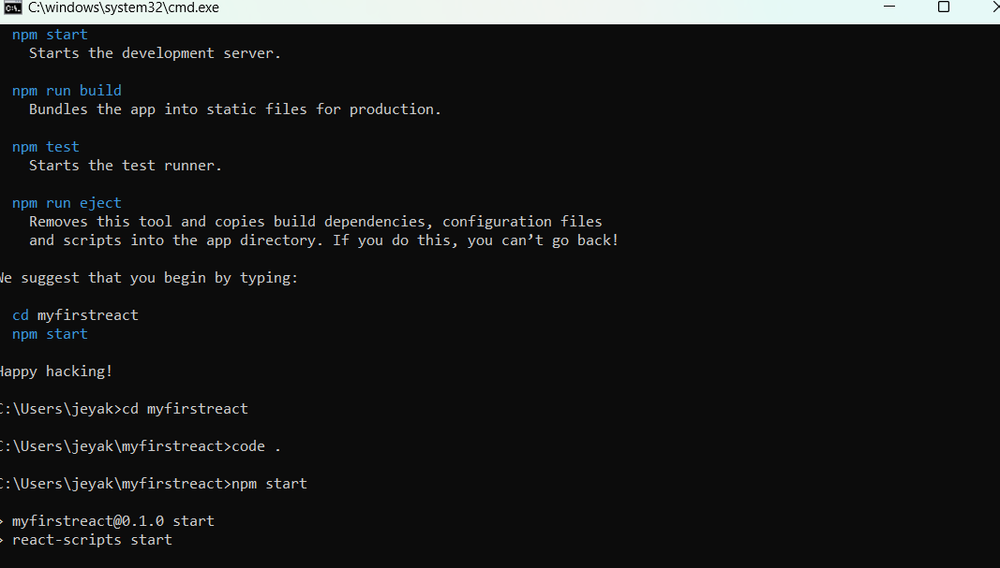 C:\windows\system32\cmd.exe
npm start
Starts the development server.
npm run build
Bundles the app into static files for production.
npm test
Starts the test runner.
npm run eject
Removes this tool and copies build dependencies, configuration files
and scripts into the app directory. If you do this, you can’t go back!
We suggest that you begin by typing:
cd myfirstreact
npm start
Happy hacking!
C:\Users\jeyak>cd myfirstreact
C:\Users\jeyak\myfirstreact>code .
C:\Users\jeyak\myfirstreact>npm start
> myfirstreact@0.1.0 start
> react-scripts start